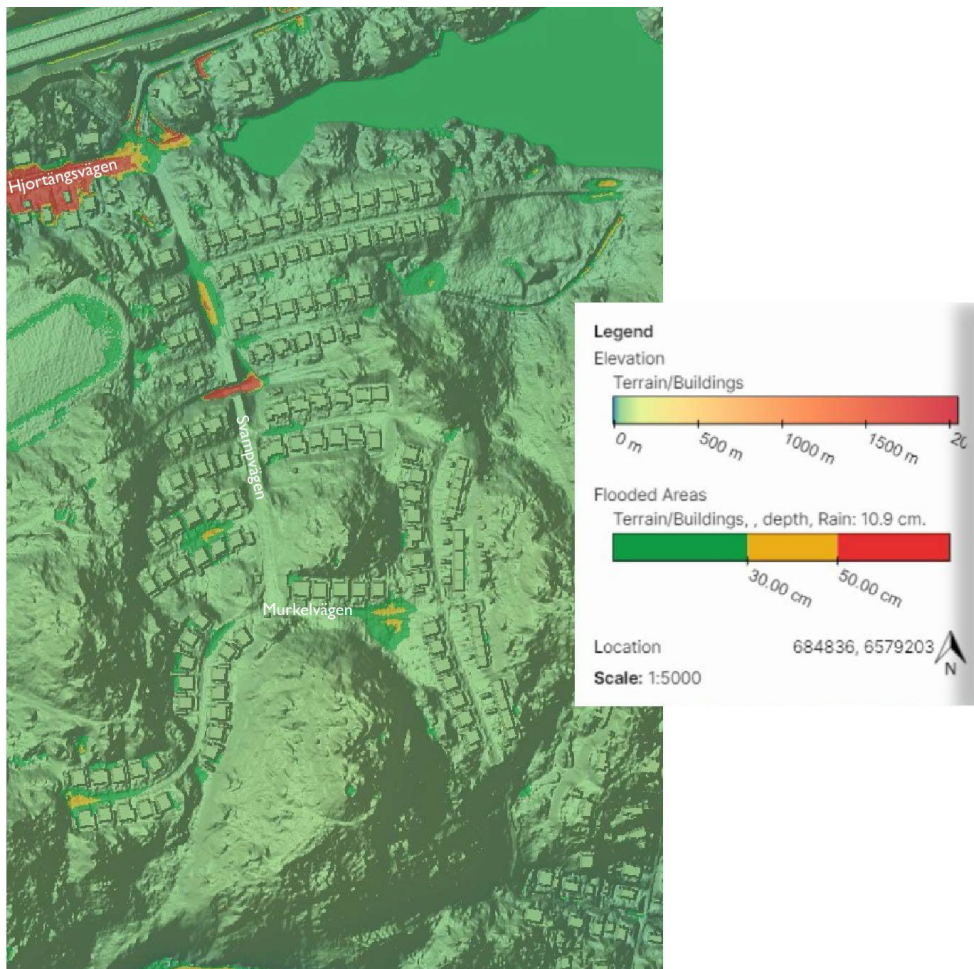 Hjortängsvägen
Svampvägen
Murkelvägen
Legend
Elevation
Terrain/Buildings
0 m
500 m
1000 m
1500 m
Flooded Areas
Terrain/Buildings, , depth, Rain: 10.9 cm.
30.00 cm
50.00 cm
Location 684836, 6579203
N
Scale: 1:5000